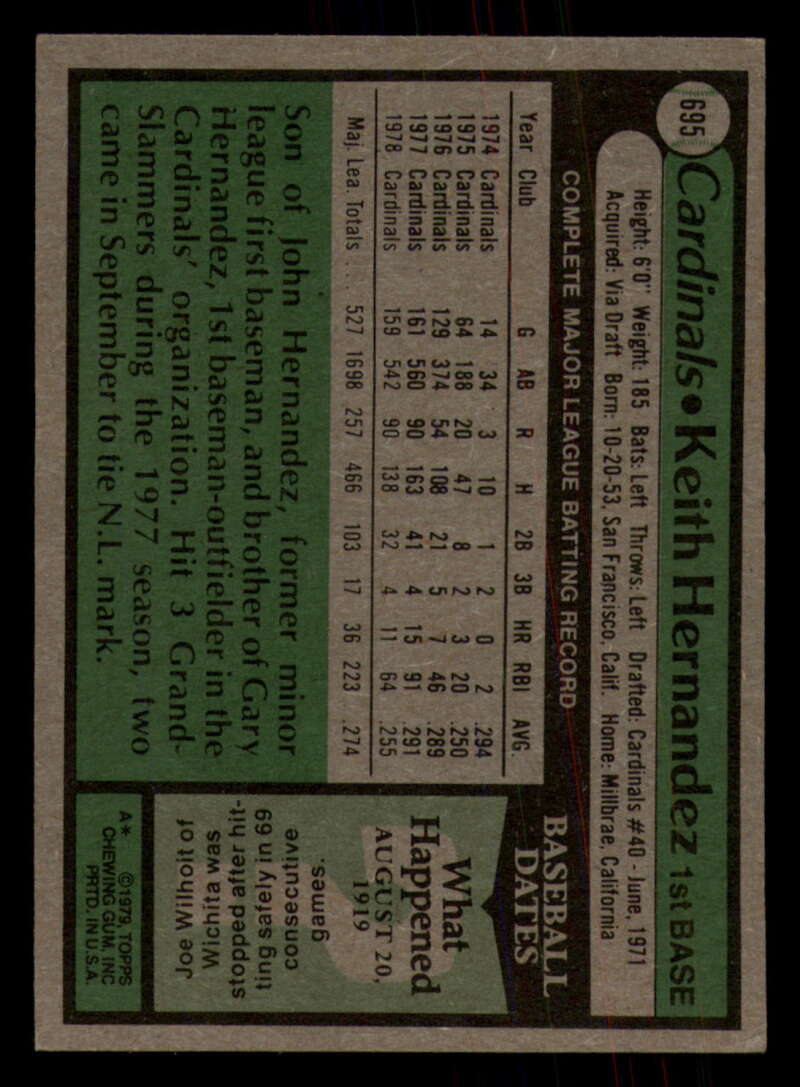 695
Cardinals • Keith Hernandez 1st BASE
Height: 6'0" Weight: 185 Bats: Left Throws: Left Drafted: Cardinals #40 - June, 1971
Acquired: Via Draft Born: 10-20-53, San Francisco, Calif. Home: Millbrae, California
COMPLETE MAJOR LEAGUE BATTING RECORD
Year Club G AB R H 2B 3B HR RBI AVG.
1974 Cardinals 14 34 3 10 1 2 0 2 .294
1975 Cardinals 64 188 20 47 8 2 3 20 .250
1976 Cardinals 129 374 54 108 21 5 7 46 .289
1977 Cardinals 161 560 90 163 41 4 15 91 .291
1978 Cardinals 159 542 90 138 32 4 11 64 .255
Maj. Lea. Totals . . . 527 1698 257 466 103 17 36 223 .274
Son of John Hernandez, former minor
league first baseman, and brother of Gary
Hernandez, 1st baseman-outfielder in the
Cardinals' organization. Hit 3 Grand-
Slammers during the 1977 season, two
came in September to tie N.L. mark.
BASEBALL
DATES
What
Happened
AUGUST 20,
1919
Joe Wilhoit of
Wichita was
stopped after hit-
ting safely in 69
consecutive
games.
A* ©1979, TOPPS
CHEWING GUM, INC
PRTD. IN U.S.A.